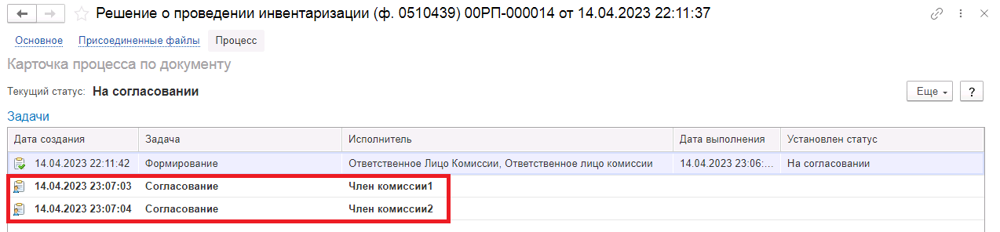 Решение о проведении инвентаризации (ф. 0510439) 00РП-000014 от 14.04.2023 22:11:37
Основное Присоединенные файлы Процесс
Карточка процесса по документу
Текущий статус: На согласовании Еще ?
Задачи
Дата создания Задача Исполнитель Дата выполнения Установлен статус
14.04.2023 22:11:42 Формирование Ответственное Лицо Комиссии, Ответственное лицо комиссии 14.04.2023 23:06:... На согласовании
14.04.2023 23:07:03 Согласование Член комиссии1
14.04.2023 23:07:04 Согласование Член комиссии2